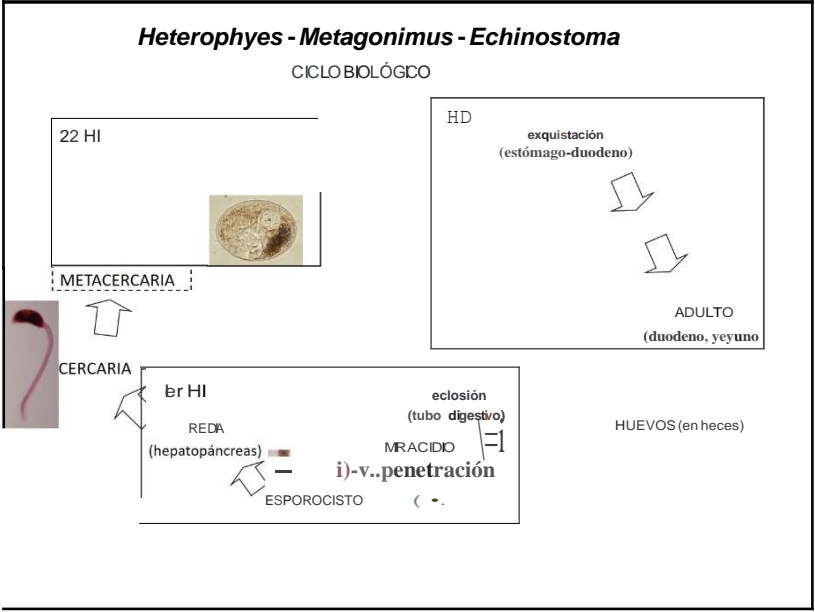 Heterophyes - Metagonimus - Echinostoma
CICLO BIOLÓGICO
22 HI
HD
exquistación
(estómago-duodeno)
METACERCARIA
ADULTO
(duodeno, yeyuno
CERCARIA
er HI
eclosión
(tubo digestivo)
REDIA
(hepatopáncreas)
MIRACIDIO
i)-v..penetración
ESPOROCISTO
HUEVOS (en heces)